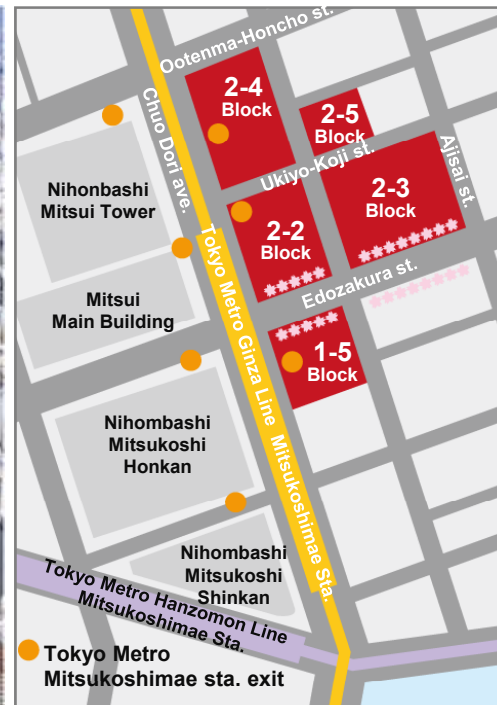 Ootenma-Honcho st.
2-4
Block
2-5
Block
Chuo Dori ave.
Ukiyo-Koji st.
Ajisai st.
Nihonbashi
Mitsui Tower
2-3
Block
2-2
Block
Edozakura st.
Mitsui
Main Building
Tokyo Metro Ginza Line Mitsukoshimae Sta.
1-5
Block
Nihombashi
Mitsukoshi
Honkan
Nihombashi
Mitsukoshi
Shinkan
Tokyo Metro Hanzomon Line
Mitsukoshimae Sta.
Tokyo Metro
Mitsukoshimae sta. exit